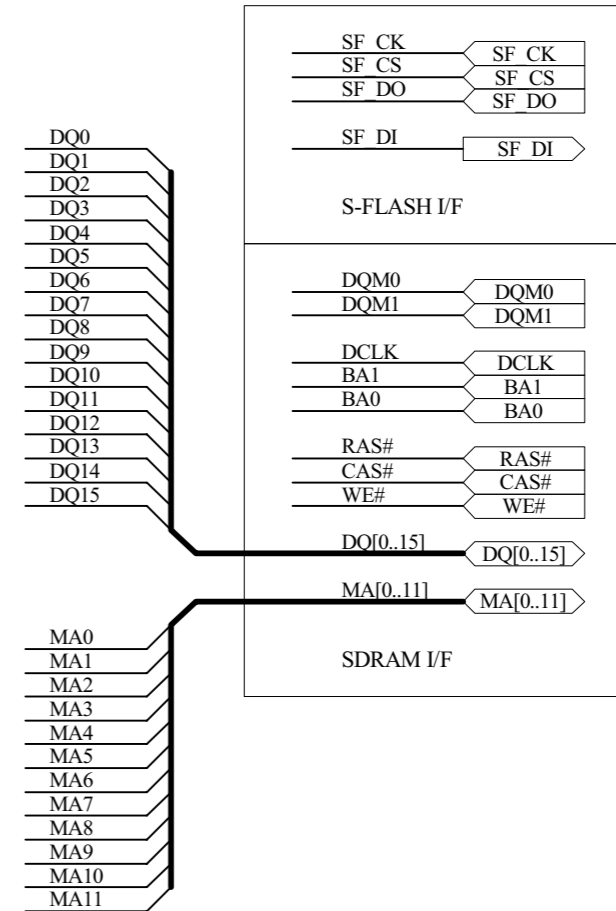 SF_CK SF_CK
SF_CS SF_CS
SF_DO SF_DO
SF_DI SF_DI
S-FLASH I/F
DQ0
DQ1
DQ2
DQ3
DQ4
DQ5
DQ6
DQ7
DQ8
DQ9
DQ10
DQ11
DQ12
DQ13
DQ14
DQ15
DQM0 DQM0
DQM1 DQM1
DCLK DCLK
BA1 BA1
BA0 BA0
RAS# RAS#
CAS# CAS#
WE# WE#
DQ[0..15] DQ[0..15]
MA[0..11] MA[0..11]
SDRAM I/F
MA0
MA1
MA2
MA3
MA4
MA5
MA6
MA7
MA8
MA9
MA10
MA11